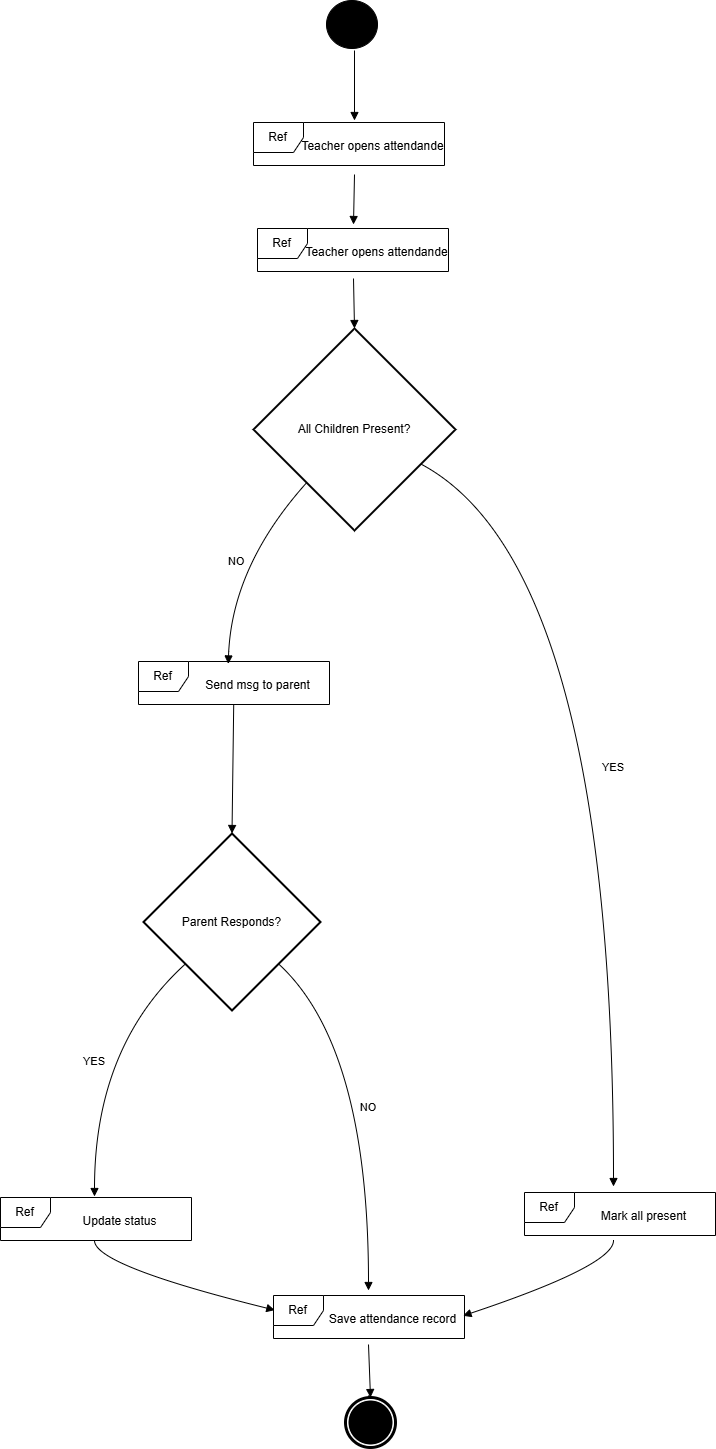 Ref
Teacher opens attendande
Ref
Teacher opens attendande
All Children Present?
NO
Ref
Send msg to parent
YES
Parent Responds?
YES
NO
Ref
Update status
Ref
Mark all present
Ref
Save attendance record